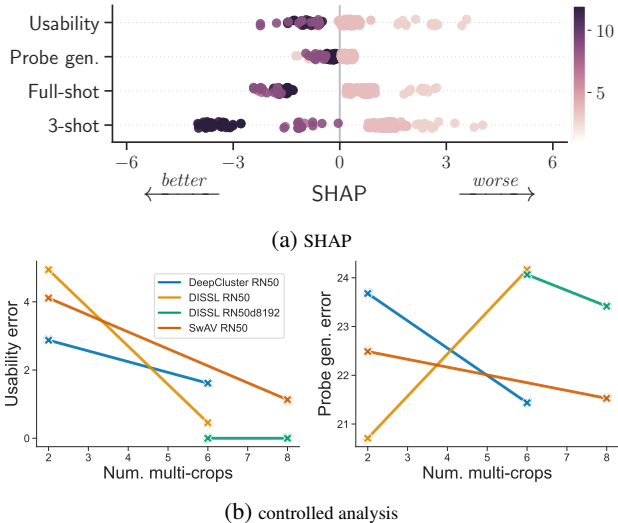 Usability
Probe gen.
Full-shot
3-shot
10
5
−6 −3 0 3 6
better SHAP worse
(a) SHAP
Usability error
4
2
0
DeepCluster RN50
DISSL RN50
DISSL RN50d8192
SwAV RN50
2 3 4 5 6 7 8
Num. multi-crops
Probe gen. error
24
23
22
21
2 3 4 5 6 7 8
Num. multi-crops
(b) controlled analysis